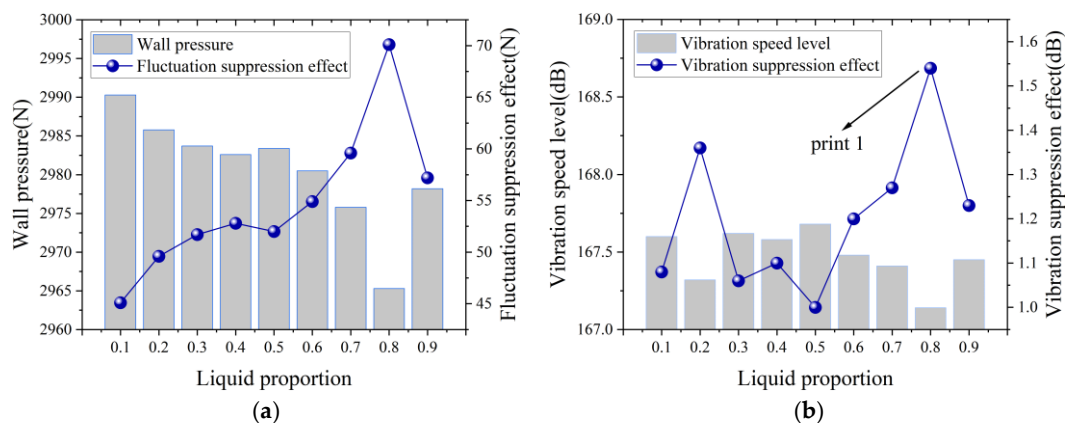 3000
2995
2990
2985
2980
2975
2970
2965
2960
Wall pressure(N)
Wall pressure
Fluctuation suppression effect
70
65
60
55
50
45
Fluctuation suppression effect(N)
0.1 0.2 0.3 0.4 0.5 0.6 0.7 0.8 0.9
Liquid proportion
(a)
169.0
168.5
168.0
167.5
167.0
Vibration speed level(dB)
Vibration speed level
Vibration suppression effect
print 1
1.6
1.5
1.4
1.3
1.2
1.1
1.0
Vibration suppression effect(dB)
0.1 0.2 0.3 0.4 0.5 0.6 0.7 0.8 0.9
Liquid proportion
(b)